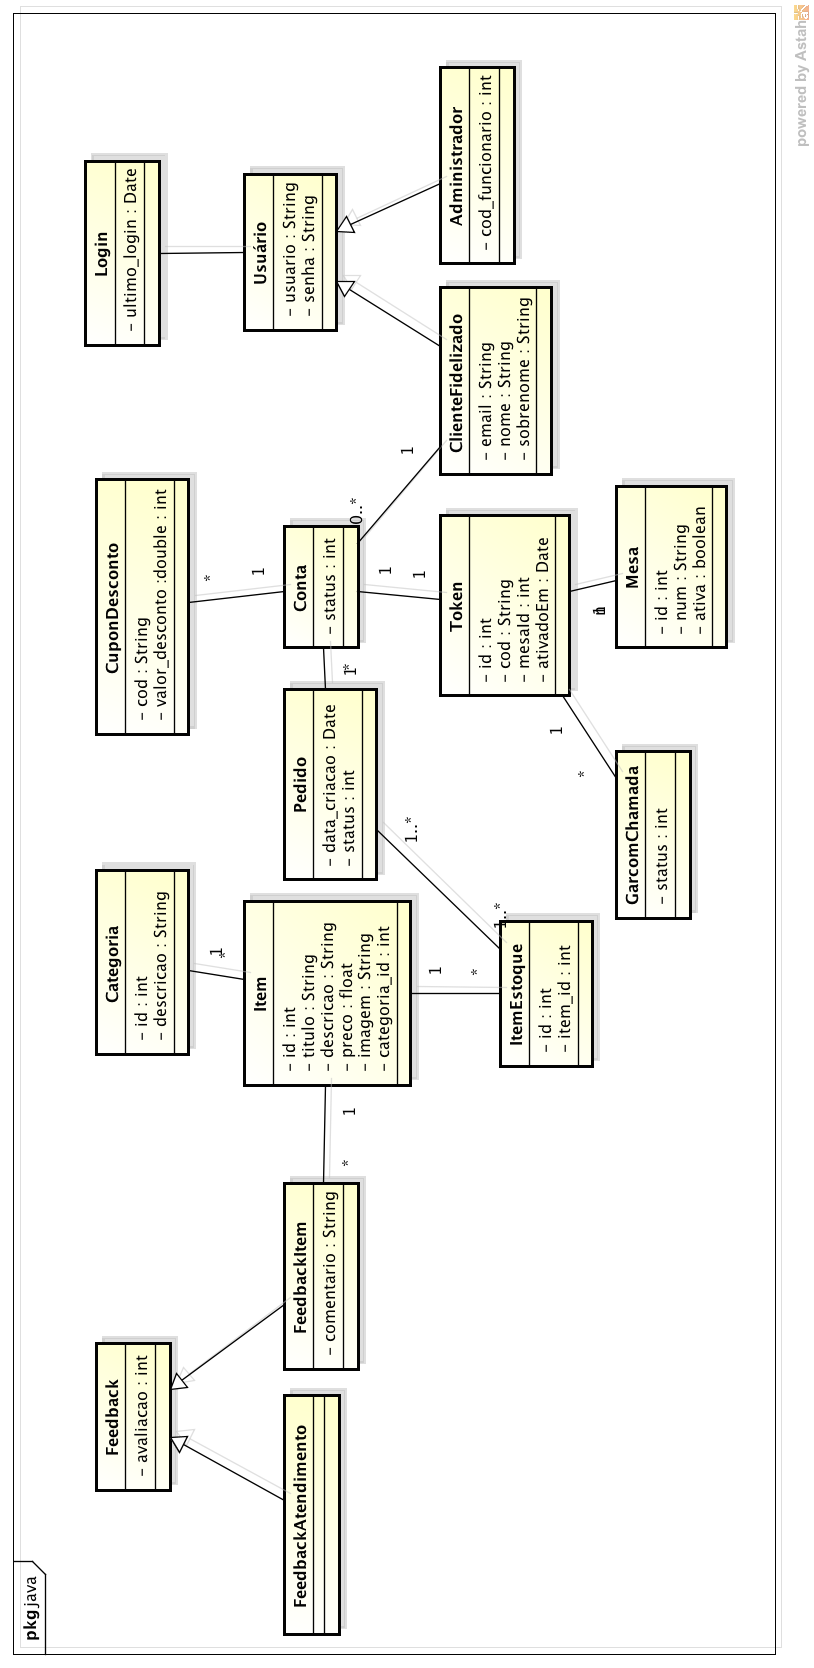 pkg java
Feedback
- avaliacao : int
FeedbackAtendimento
FeedbackItem
- comentario : String
*
1
Categoria
- id : int
- descricao : String
1
*
Item
- id : int
- titulo : String
- descricao : String
- preco : float
- imagem : String
- categoria_id : int
1
*
ItemEstoque
- id : int
- item_id : int
1..*
1..*
Pedido
- data_criacao : Date
- status : int
*
1
CuponDesconto
- cod : String
- valor_desconto :double : int
*
1
Conta
- status : int
0..*
1
1
1
Token
- id : int
- cod : String
- mesaId : int
- ativadoEm : Date
1
*
GarcomChamada
- status : int
Mesa
- id : int
- num : String
- ativa : boolean
Login
- ultimo_login : Date
Usuário
- usuario : String
- senha : String
ClienteFidelizado
- email : String
- nome : String
- sobrenome : String
Administrador
- cod_funcionario : int
powered by Astah